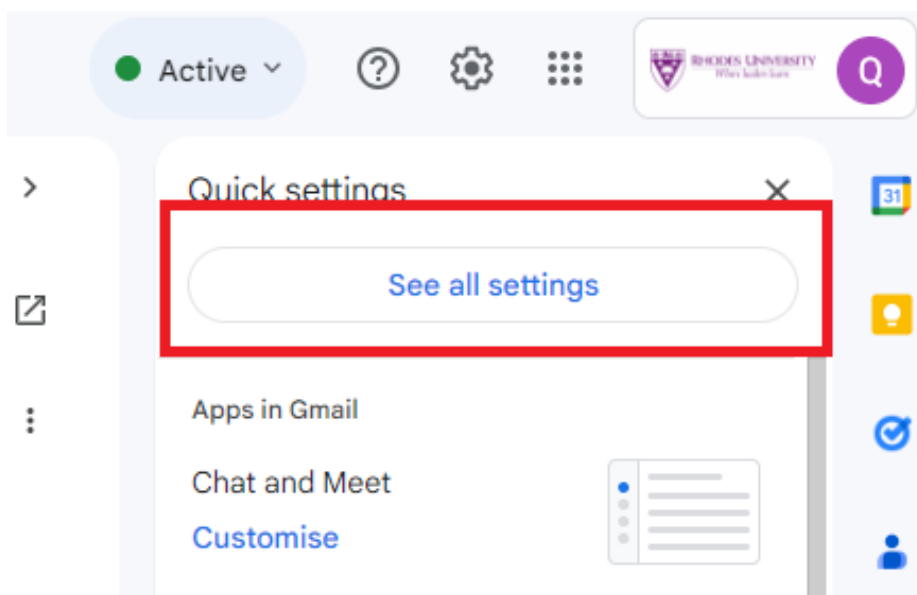 Active
RHODES UNIVERSITY
Where leaders learn
Q
Quick settings
31
See all settings
Apps in Gmail
Chat and Meet
Customise